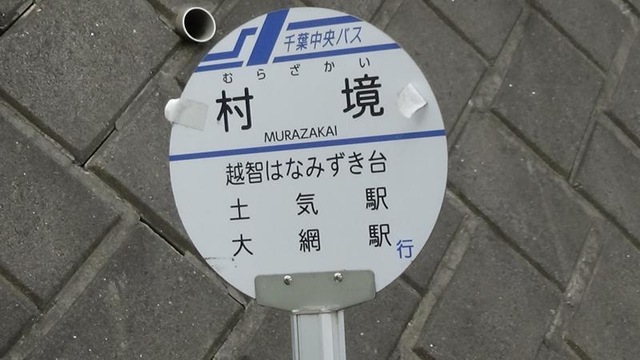 千葉中央バス
むらざかい
村境
MURAZAKAI
越智はなみずき台
土気駅
大網駅行